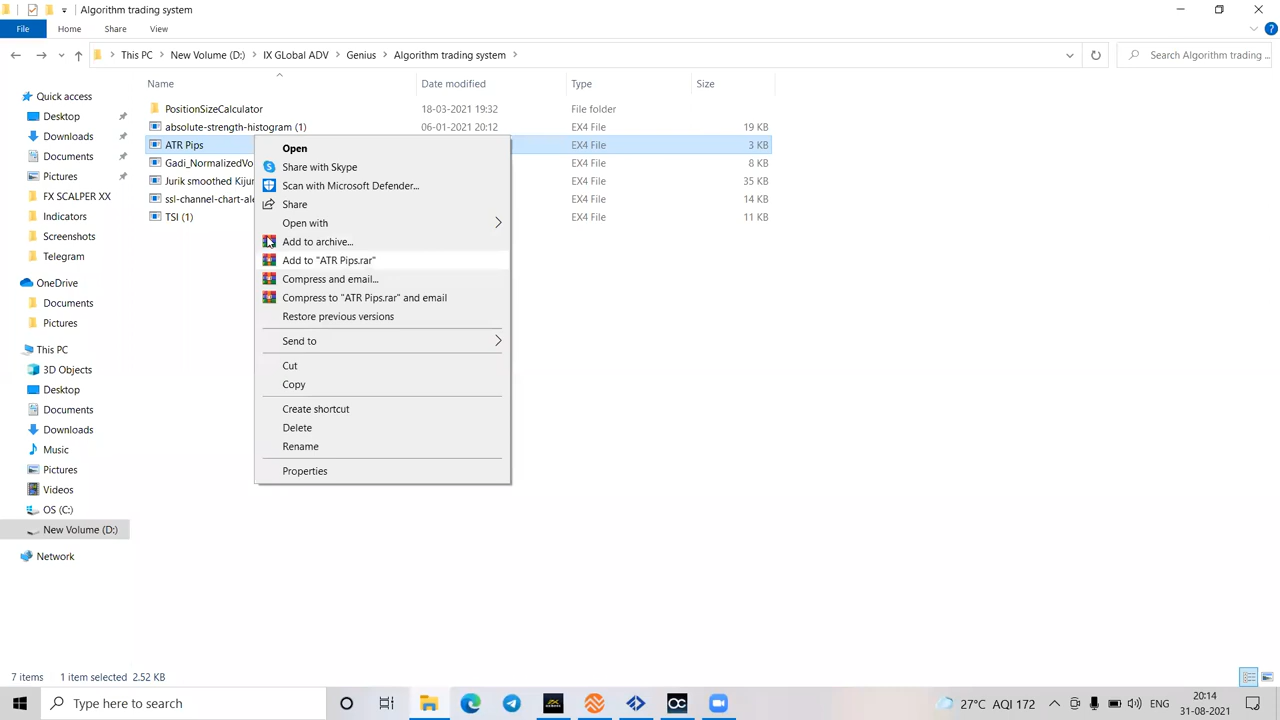 Algorithm trading system
File Home Share View
This PC New Volume (D:) IX GLobal ADV Genius Algorithm trading system Search Algorithm trading ...
Name Date modified Type Size
Quick access
Desktop
Downloads
Documents
Pictures
FX SCALPER XX
Indicators
Screenshots
Telegram
OneDrive
Documents
Pictures
This PC
3D Objects
Desktop
Documents
Downloads
Music
Pictures
Videos
OS (C:)
New Volume (D:)
Network
PositionSizeCalculator 18-03-2021 19:32 File folder
absolute-strength-histogram (1) 06-01-2021 20:12 EX4 File 19 KB
ATR Pips EX4 File 3 KB
Gadi_NormalizedVo EX4 File 8 KB
Jurik smoothed Kijun EX4 File 35 KB
ssl-channel-chart-ale EX4 File 14 KB
TSI (1) EX4 File 11 KB
Open
Share with Skype
Scan with Microsoft Defender...
Share
Open with
Add to archive...
Add to "ATR Pips.rar"
Compress and email...
Compress to "ATR Pips.rar" and email
Restore previous versions
Send to
Cut
Copy
Create shortcut
Delete
Rename
Properties
7 items 1 item selected 2.52 KB
Type here to search
27°C AQI 172 ENG
20:14
31-08-2021